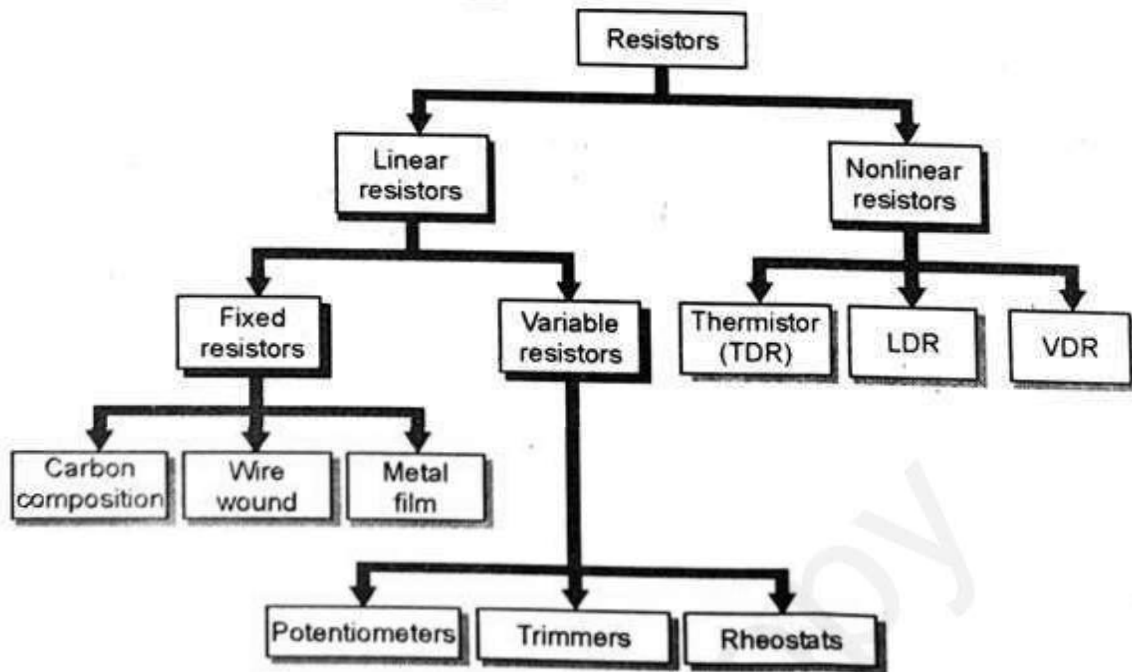 Resistors
Linear
resistors
Nonlinear
resistors
Fixed
resistors
Variable
resistors
Thermistor
(TDR)
LDR
VDR
Carbon
composition
Wire
wound
Metal
film
Potentiometers
Trimmers
Rheostats